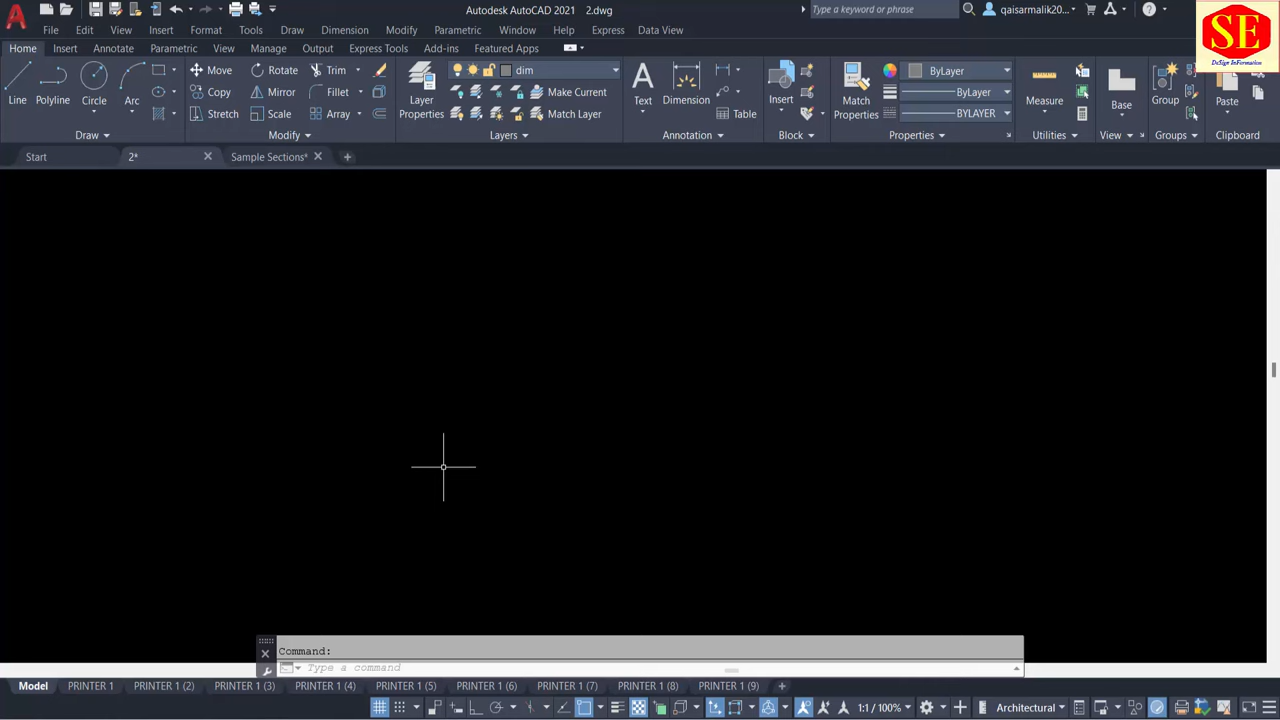 Autodesk AutoCAD 2021 2.dwg
Type a keyword or phrase
qaisarmalik20...
SE
DeSign InFormation
File Edit View Insert Format Tools Draw Dimension Modify Parametric Window Help Express Data View
Home Insert Annotate Parametric View Manage Output Express Tools Add-ins Featured Apps
Line Polyline Circle Arc
Move Rotate Trim
Copy Mirror Fillet
Stretch Scale Array
Layer Properties
dim
Make Current
Match Layer
Text Dimension Table
Insert
Match Properties
ByLayer
ByLayer
BYLAYER
Measure
Base
Group
Paste
Draw Modify Layers Annotation Block Properties Utilities View Groups Clipboard
Start 2* Sample Sections*
Command:
Type a command
Model PRINTER 1 PRINTER 1 (2) PRINTER 1 (3) PRINTER 1 (4) PRINTER 1 (5) PRINTER 1 (6) PRINTER 1 (7) PRINTER 1 (8) PRINTER 1 (9)
1:1 / 100% Architectural